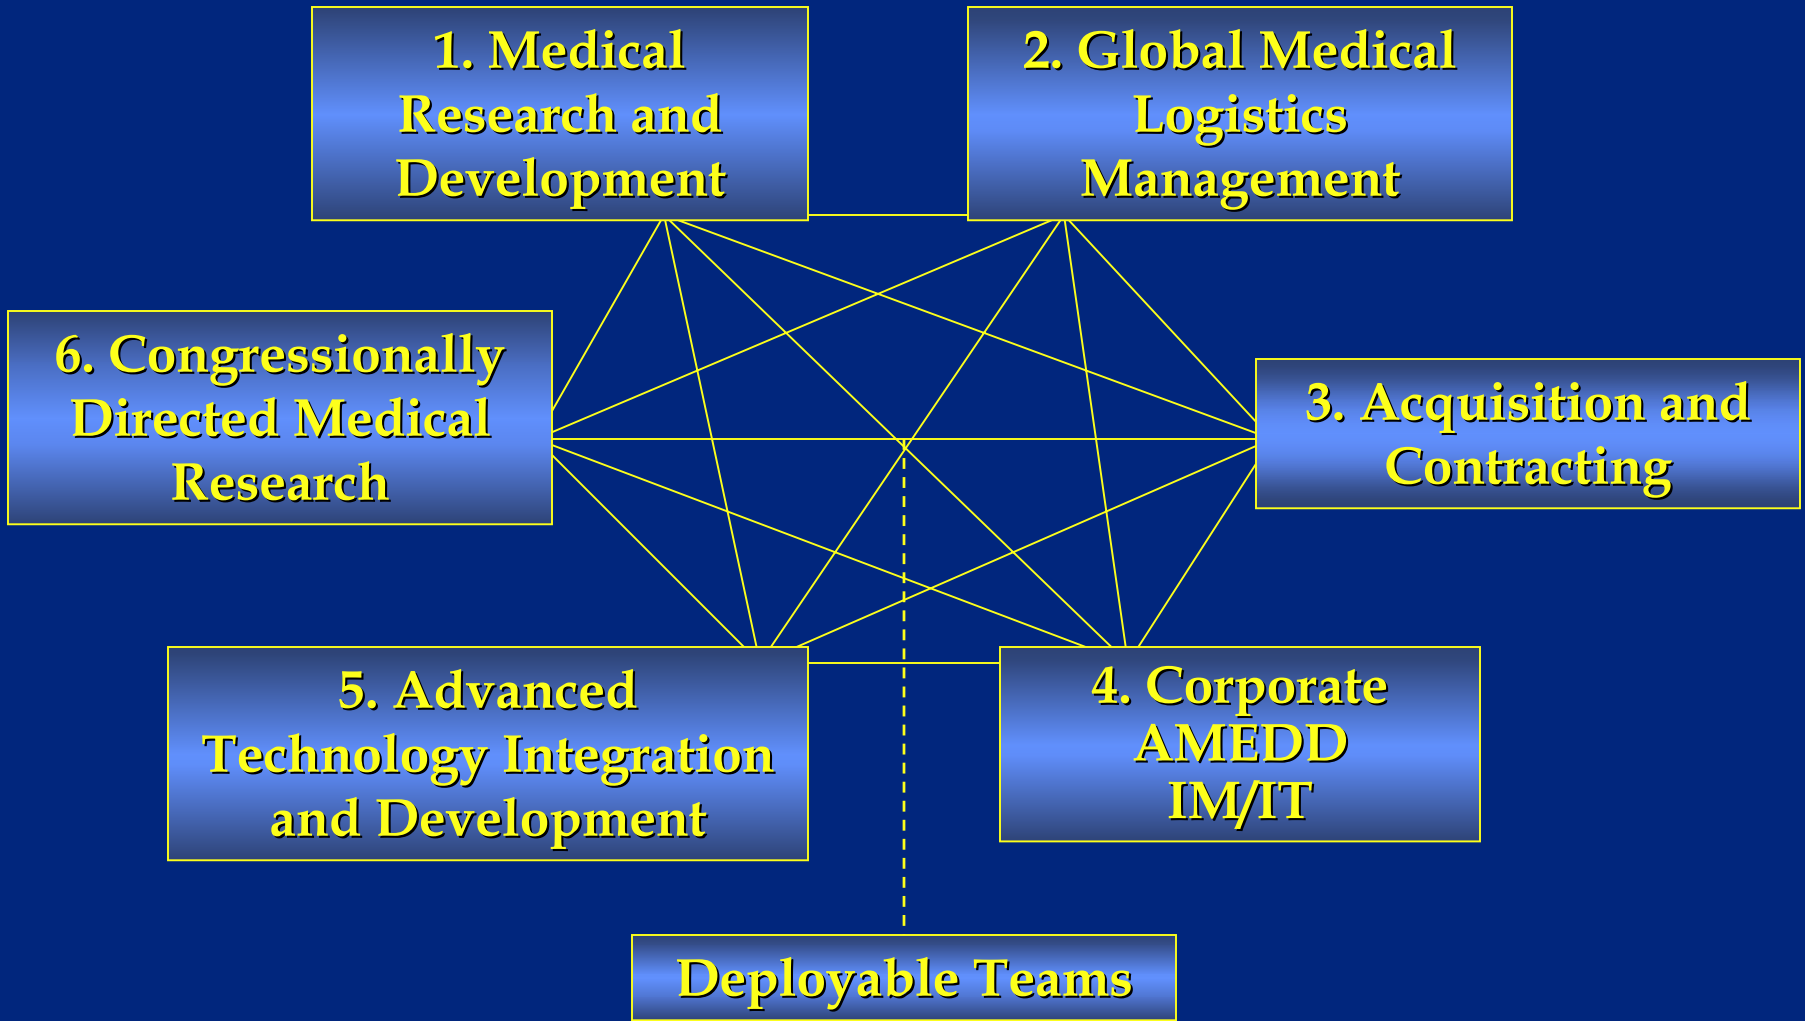 1. Medical
Research and
Development
2. Global Medical
Logistics
Management
3. Acquisition and
Contracting
4. Corporate
AMEDD
IM/IT
5. Advanced
Technology Integration
and Development
6. Congressionally
Directed Medical
Research
Deployable Teams